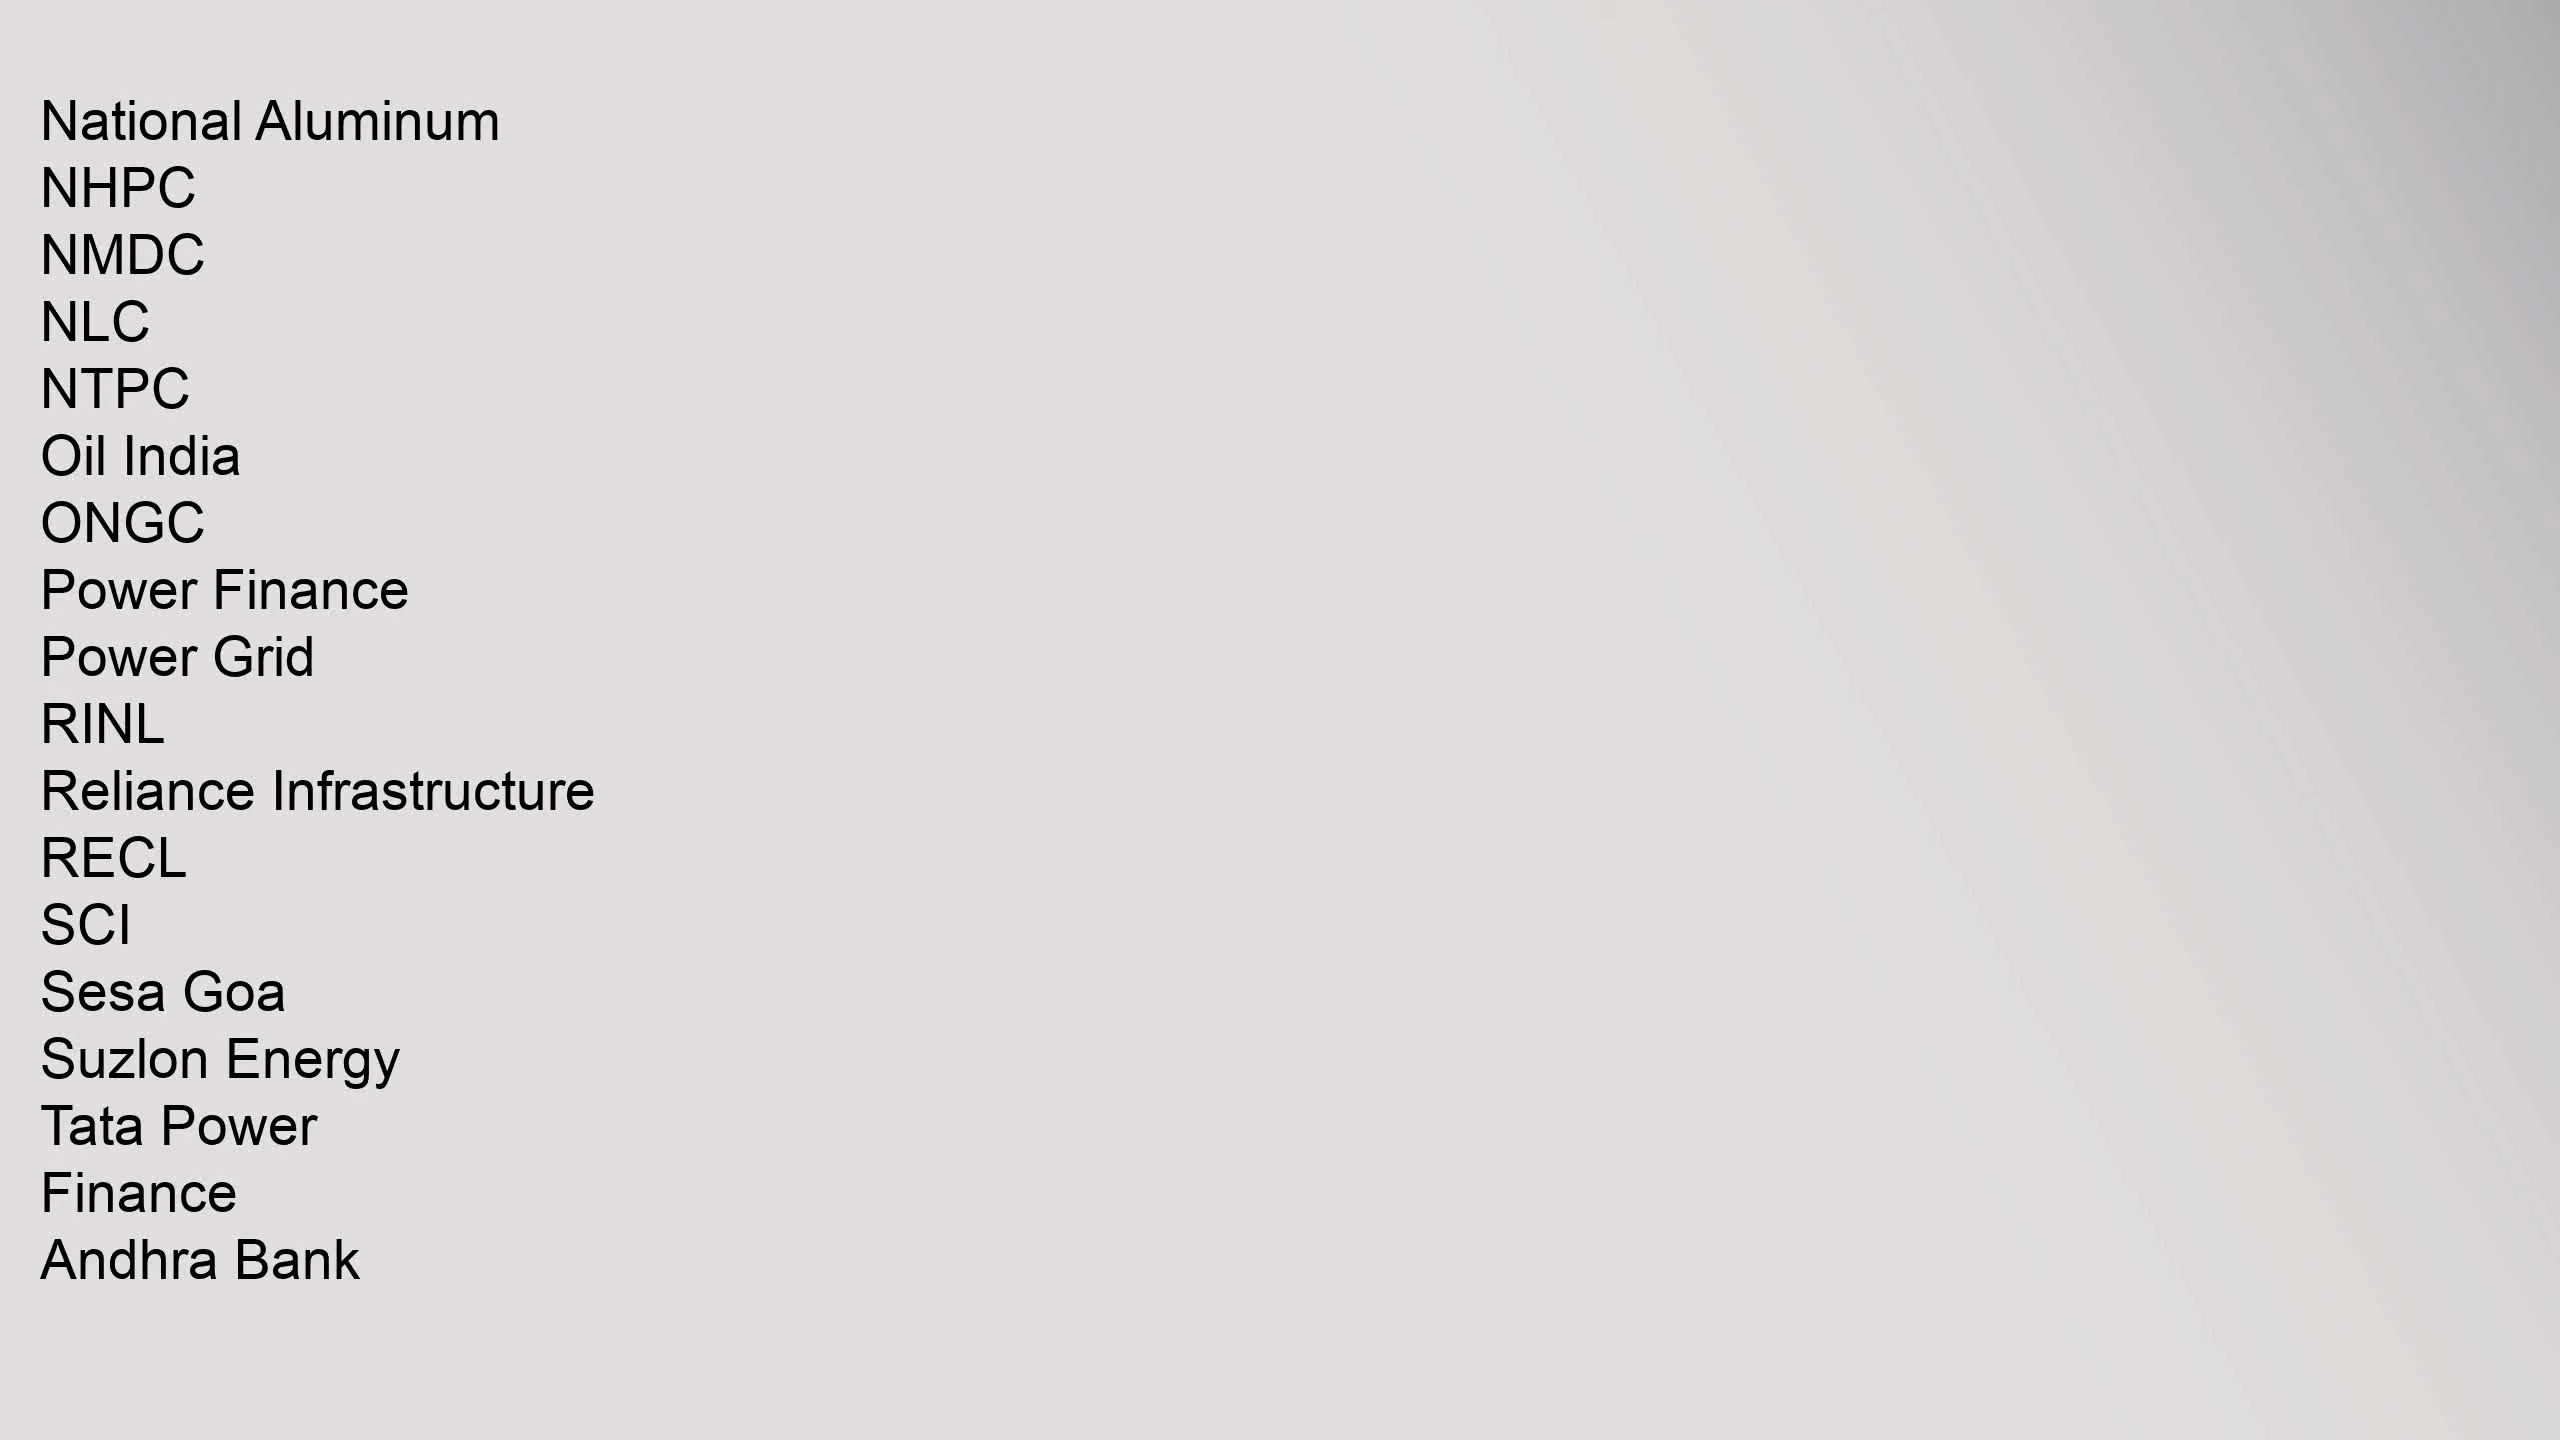 National Aluminum
NHPC
NMDC
NLC
NTPC
Oil India
ONGC
Power Finance
Power Grid
RINL
Reliance Infrastructure
RECL
SCI
Sesa Goa
Suzlon Energy
Tata Power
Finance
Andhra Bank